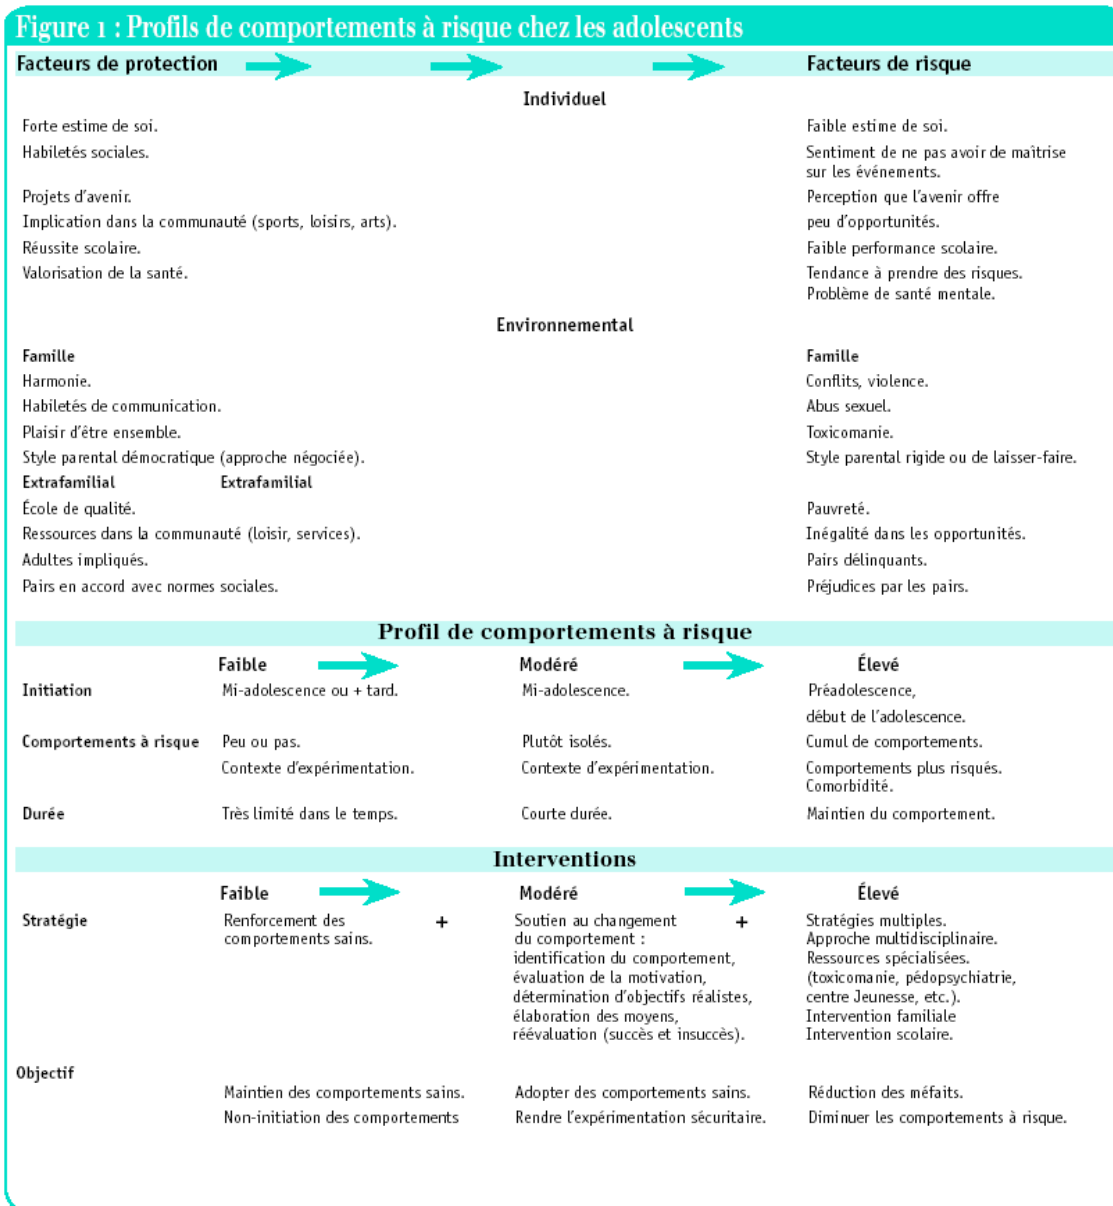 Figure 1 : Profils de comportements à risque chez les adolescents
Facteurs de protection Facteurs de risque
Individuel
Forte estime de soi. Faible estime de soi.
Habiletés sociales. Sentiment de ne pas avoir de maîtrise
sur les événements.
Projets d'avenir. Perception que l'avenir offre
Implication dans la communauté (sports, loisirs, arts). peu d'opportunités.
Réussite scolaire. Faible performance scolaire.
Valorisation de la santé. Tendance à prendre des risques.
Problème de santé mentale.
Environnemental
Famille Famille
Harmonie. Conflits, violence.
Habiletés de communication. Abus sexuel.
Plaisir d'être ensemble. Toxicomanie.
Style parental démocratique (approche négociée). Style parental rigide ou de laisser-faire.
Extrafamilial Extrafamilial
École de qualité. Pauvreté.
Ressources dans la communauté (loisir, services). Inégalité dans les opportunités.
Adultes impliqués. Pairs délinquants.
Pairs en accord avec normes sociales. Préjudices par les pairs.
Profil de comportements à risque
Faible Modéré Élevé
Initiation Mi-adolescence ou + tard. Mi-adolescence. Préadolescence,
début de l'adolescence.
Comportements à risque Peu ou pas. Plutôt isolés. Cumul de comportements.
Contexte d'expérimentation. Contexte d'expérimentation. Comportements plus risqués.
Comorbidité.
Durée Très limité dans le temps. Courte durée. Maintien du comportement.
Interventions
Faible Modéré Élevé
Stratégie Renforcement des + Soutien au changement + Stratégies multiples.
comportements sains. du comportement : Approche multidisciplinaire.
identification du comportement, Ressources spécialisées.
évaluation de la motivation, (toxicomanie, pédopsychiatrie,
détermination d'objectifs réalistes, centre Jeunesse, etc.).
élaboration des moyens, Intervention familiale
réévaluation (succès et insuccès). Intervention scolaire.
Objectif
Maintien des comportements sains. Adopter des comportements sains. Réduction des méfaits.
Non-initiation des comportements Rendre l'expérimentation sécuritaire. Diminuer les comportements à risque.